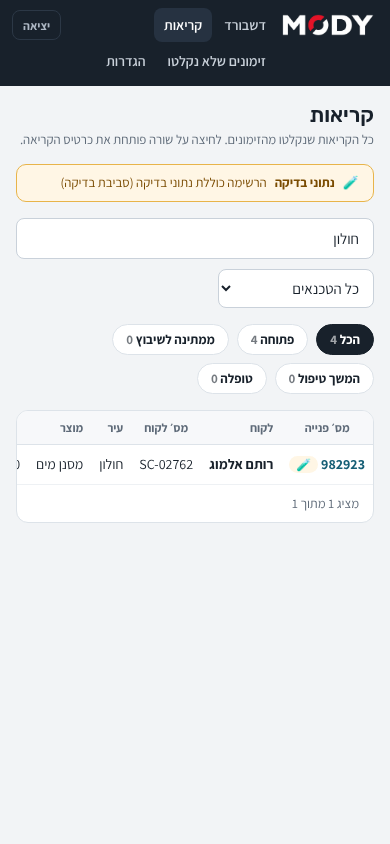 MODY דשבורד קריאות יציאה
זימונים שלא נקלטו הגדרות
קריאות
כל הקריאות שנקלטו מהזימונים. לחיצה על שורה פותחת את כרטיס הקריאה.
🧪 נתוני בדיקה הרשימה כוללת נתוני בדיקה (סביבת בדיקה)
חולון
כל הטכנאים
הכל 4 פתוחה 4 ממתינה לשיבוץ 0
המשך טיפול 0 טופלה 0
מס׳ פנייה לקוח מס׳ לקוח עיר מוצר
982923 🧪 רותם אלמוג SC-02762 חולון מסנן מים
מציג 1 מתוך 1